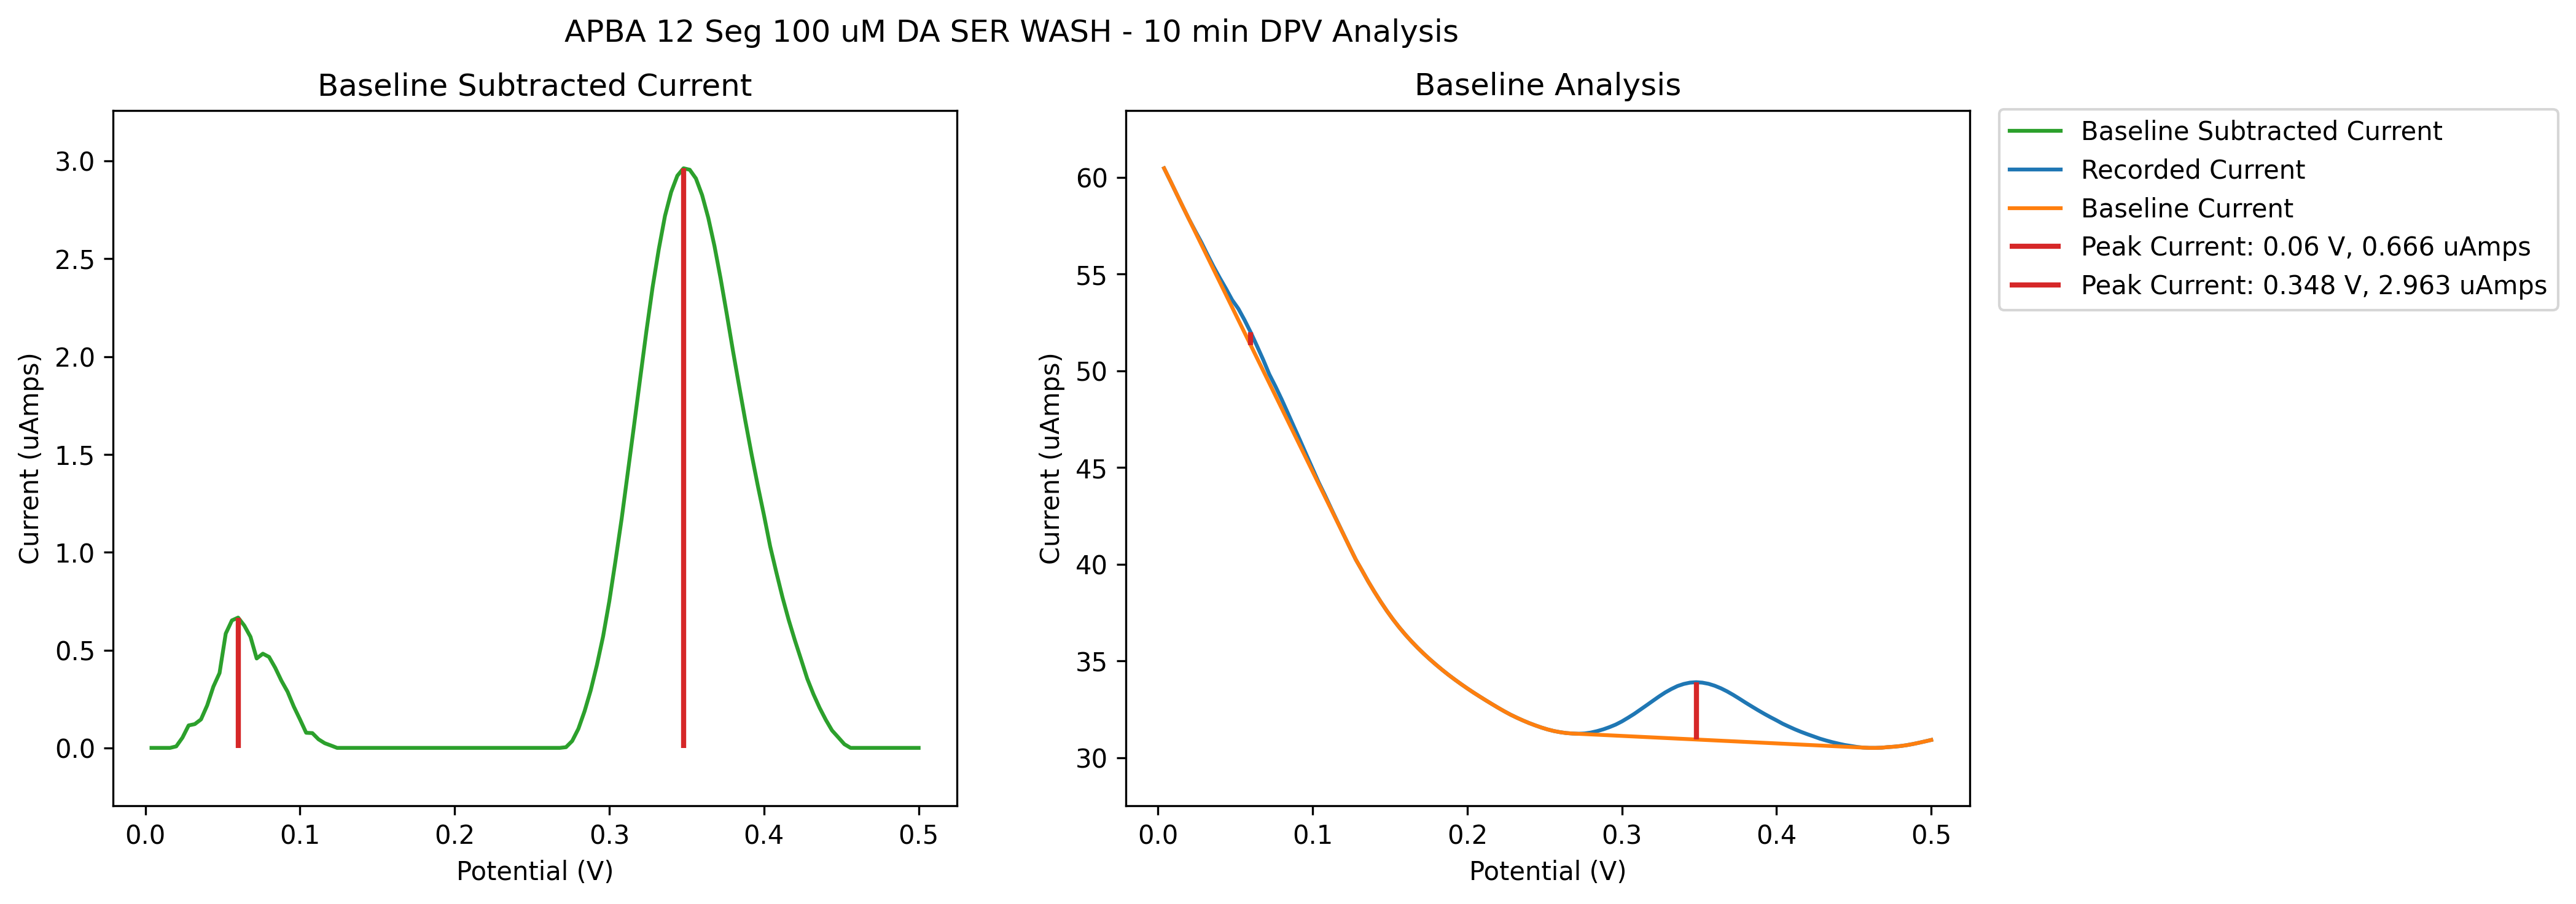 APBA 12 Seg 100 uM DA SER WASH - 10 min DPV Analysis
Baseline Subtracted Current
3.0
2.5
2.0
1.5
1.0
0.5
0.0
Current (uAmps)
0.0 0.1 0.2 0.3 0.4 0.5
Potential (V)
Baseline Analysis
60
55
50
45
40
35
30
Current (uAmps)
0.0 0.1 0.2 0.3 0.4 0.5
Potential (V)
Baseline Subtracted Current
Recorded Current
Baseline Current
Peak Current: 0.06 V, 0.666 uAmps
Peak Current: 0.348 V, 2.963 uAmps